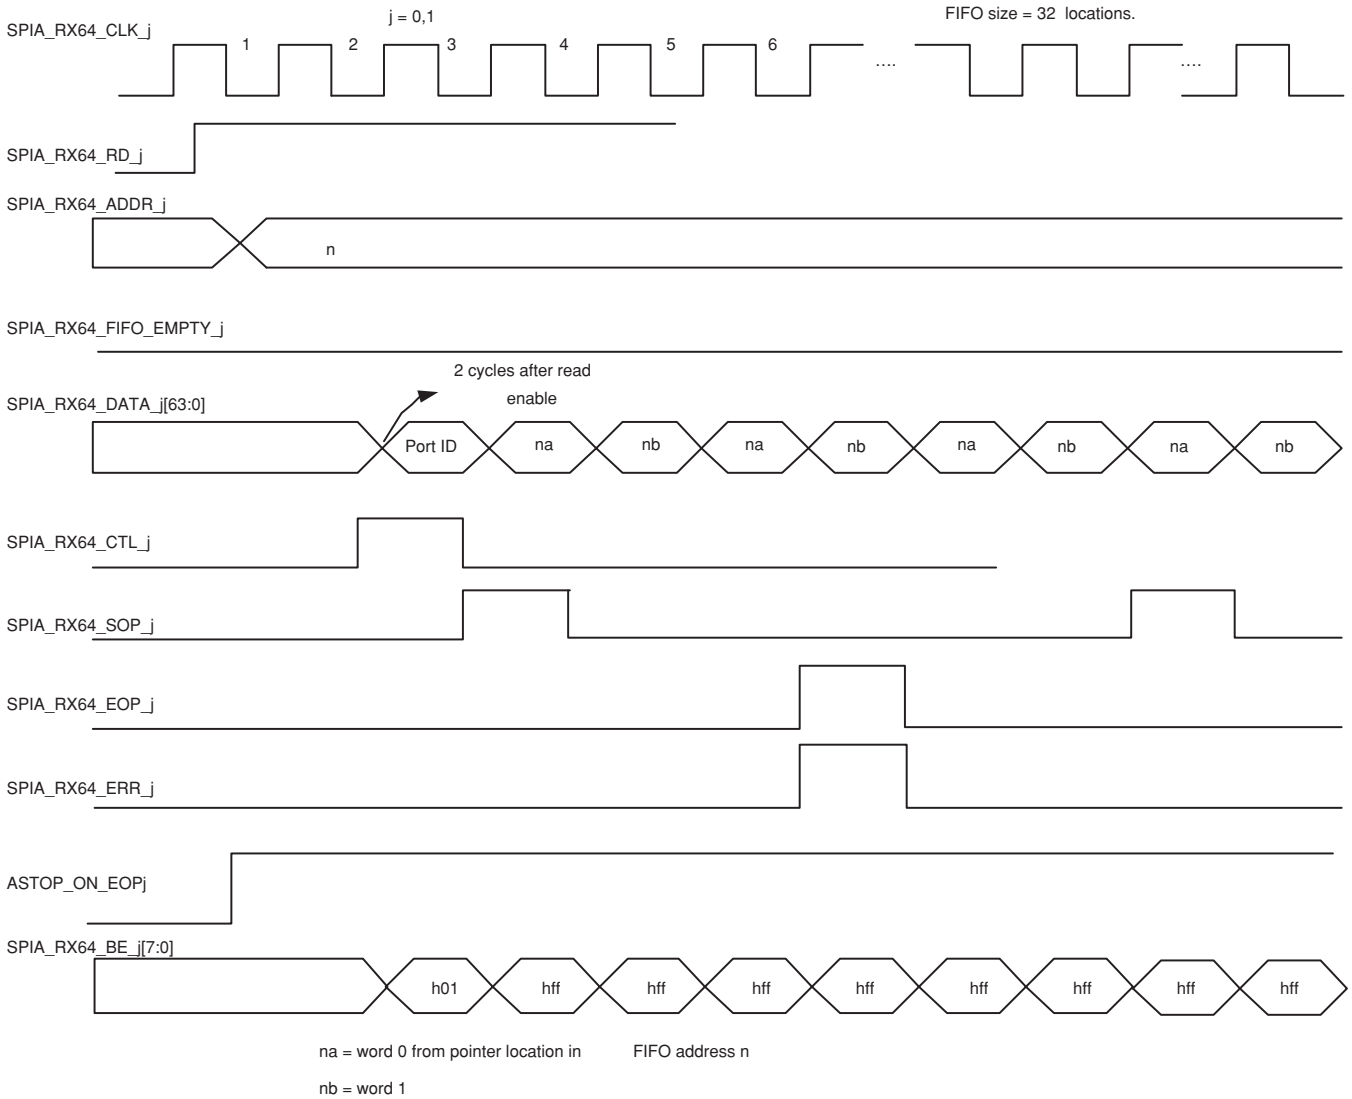 j = 0,1
FIFO size = 32 locations.
SPIA_RX64_CLK_j
1 2 3 4 5 6
.... ....
SPIA_RX64_RD_j
SPIA_RX64_ADDR_j
n
SPIA_RX64_FIFO_EMPTY_j
2 cycles after read
enable
SPIA_RX64_DATA_j[63:0]
Port ID na nb na nb na nb na nb
SPIA_RX64_CTL_j
SPIA_RX64_SOP_j
SPIA_RX64_EOP_j
SPIA_RX64_ERR_j
ASTOP_ON_EOPj
SPIA_RX64_BE_j[7:0]
h01 hff hff hff hff hff hff hff hff
na = word 0 from pointer location in FIFO address n
nb = word 1